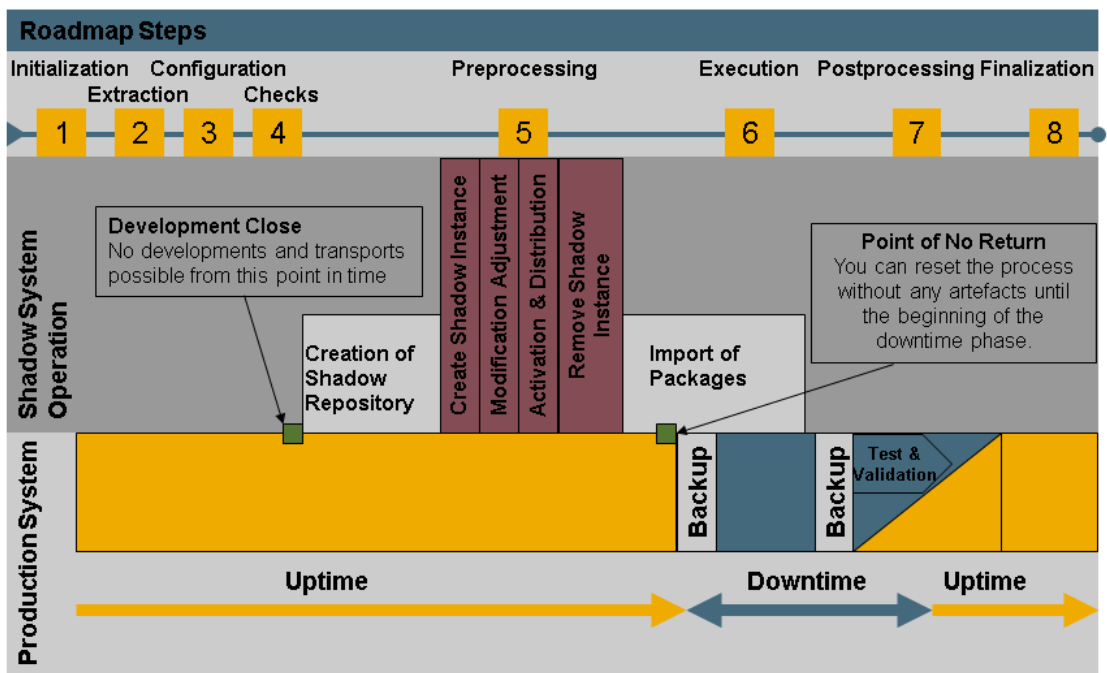 Roadmap Steps
Initialization
Extraction
Configuration
Checks
Preprocessing
Execution
Postprocessing
Finalization
1
2
3
4
5
6
7
8
Shadow System
Operation
Development Close
No developments and transports
possible from this point in time
Creation of
Shadow
Repository
Create Shadow Instance
Modification Adjustment
Activation & Distribution
Remove Shadow
Instance
Import of
Packages
Point of No Return
You can reset the process
without any artefacts until
the beginning of the
downtime phase.
Production System
Backup
Backup
Test &
Validation
Uptime
Downtime
Uptime